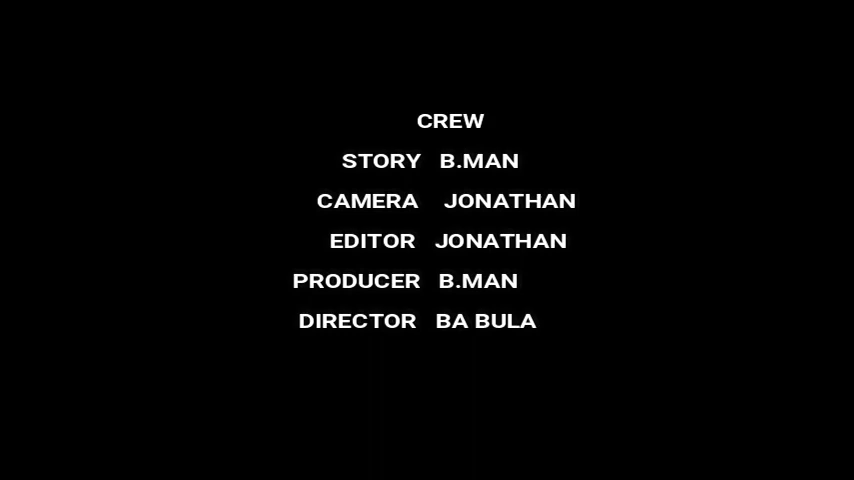 CREW
STORY B.MAN
CAMERA JONATHAN
EDITOR JONATHAN
PRODUCER B.MAN
DIRECTOR BA BULA